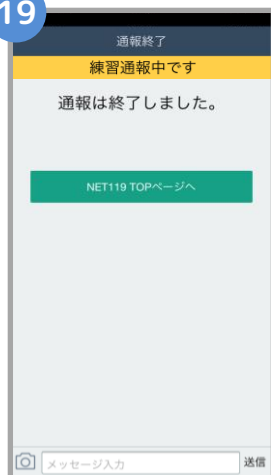 19
通報終了
練習通報中です
通報は終了しました。
NET119 TOPページへ
メッセージ入力
送信